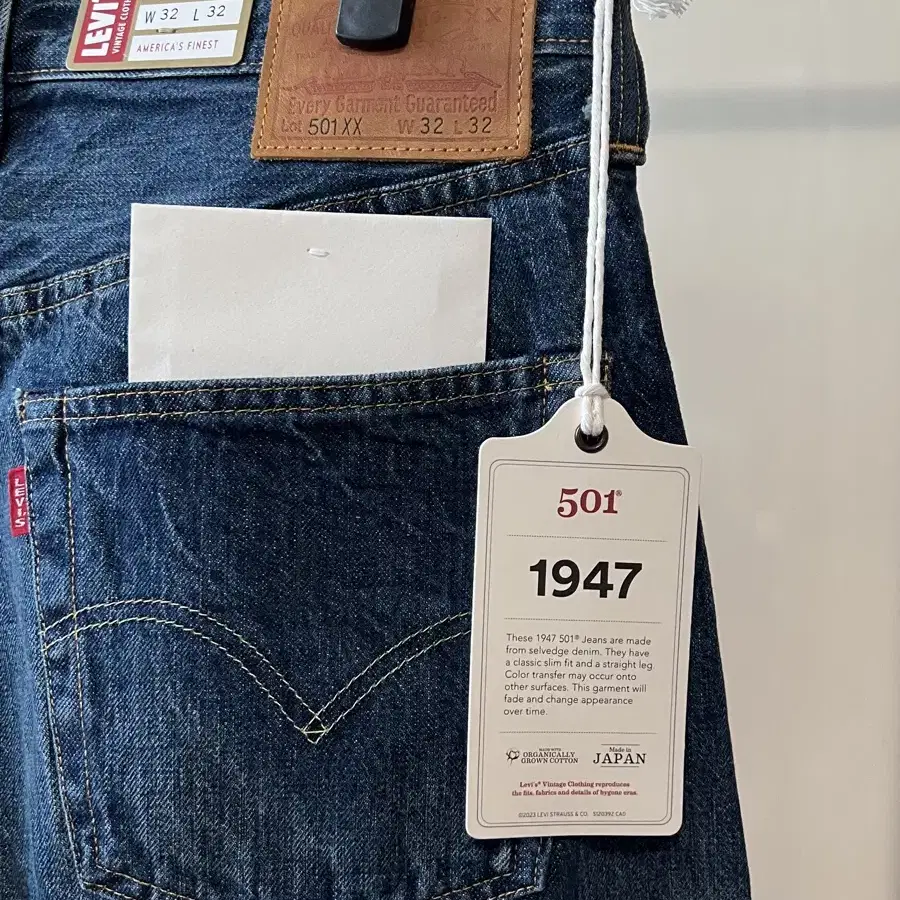 LEVI'S
VINTAGE CLOTHING
W 32 L 32
AMERICA'S FINEST
Every Garment Guaranteed
Lot 501XX W 32 L 32
LEVI'S
501®
1947
These 1947 501® Jeans are made
from selvedge denim. They have
a classic slim fit and a straight leg.
Color transfer may occur onto
other surfaces. This garment will
fade and change appearance
over time.
MADE WITH
ORGANICALLY
GROWN COTTON
Made in
JAPAN
Levi's® Vintage Clothing reproduces
the fits, fabrics and details of bygone eras.
©2023 LEVI STRAUSS & CO. 5120392 CAD